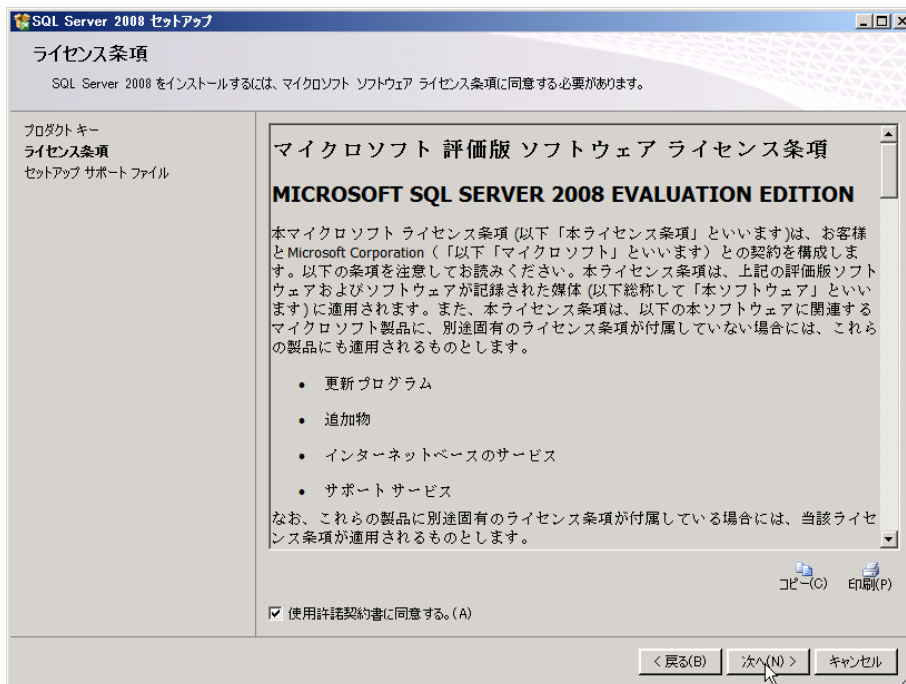 SQL Server 2008 セットアップ
ライセンス条項
SQL Server 2008 をインストールするには、マイクロソフト ソフトウェア ライセンス条項に同意する必要があります。
プロダクト キー
ライセンス条項
セットアップ サポート ファイル
マイクロソフト 評価版 ソフトウェア ライセンス条項
MICROSOFT SQL SERVER 2008 EVALUATION EDITION
本マイクロソフト ライセンス条項 (以下「本ライセンス条項」といいます)は、お客様
とMicrosoft Corporation (「以下「マイクロソフト」といいます) との契約を構成しま
す。以下の条項を注意してお読みください。本ライセンス条項は、上記の評価版ソフト
ウェアおよびソフトウェアが記録された媒体 (以下総称して「本ソフトウェア」といい
ます) に適用されます。また、本ライセンス条項は、以下の本ソフトウェアに関連する
マイクロソフト製品に、別途固有のライセンス条項が付属していない場合には、これら
の製品にも適用されるものとします。
• 更新プログラム
• 追加物
• インターネットベースのサービス
• サポート サービス
なお、これらの製品に別途固有のライセンス条項が付属している場合には、当該ライセ
ンス条項が適用されるものとします。
コピー(C) 印刷(P)
使用許諾契約書に同意する。(A)
< 戻る(B) 次へ(N) > キャンセル